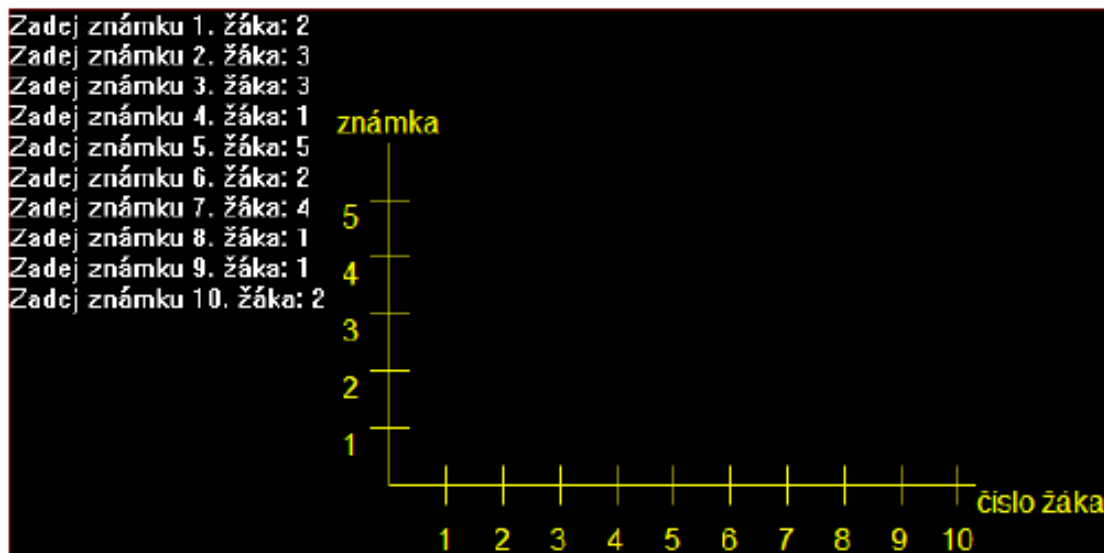 Zadej známku 1. žáka: 2
Zadej známku 2. žáka: 3
Zadej známku 3. žáka: 3
Zadej známku 4. žáka: 1
Zadej známku 5. žáka: 5
Zadej známku 6. žáka: 2
Zadej známku 7. žáka: 4
Zadej známku 8. žáka: 1
Zadej známku 9. žáka: 1
Zadej známku 10. žáka: 2
známka
5
4
3
2
1
číslo žáka
1 2 3 4 5 6 7 8 9 10